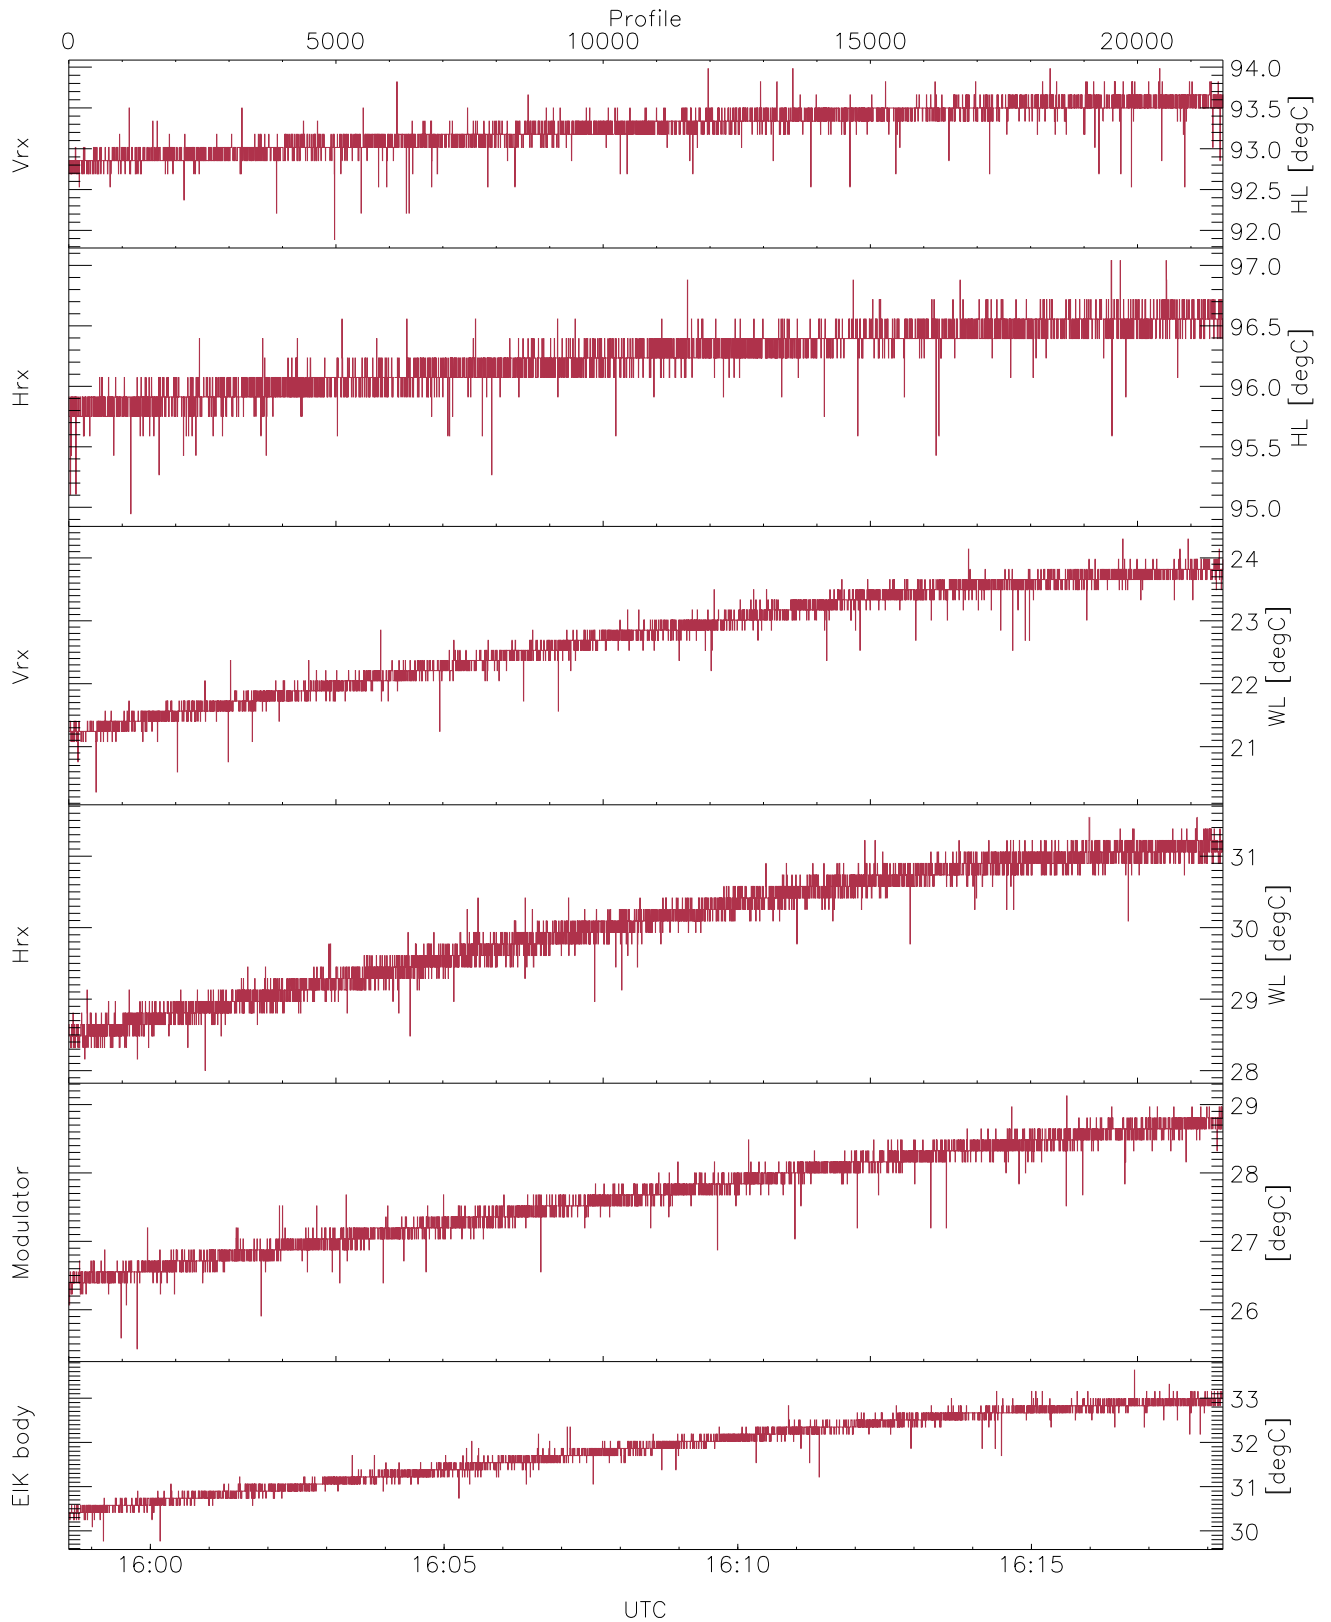 Profile
0 5000 10000 15000 20000
Vrx
94.0
93.5
93.0
92.5
92.0
HL [degC]
Hrx
97.0
96.5
96.0
95.5
95.0
HL [degC]
Vrx
24
23
22
21
WL [degC]
Hrx
31
30
29
28
WL [degC]
Modulator
29
28
27
26
[degC]
EIK body
33
32
31
30
[degC]
16:00 16:05 16:10 16:15
UTC